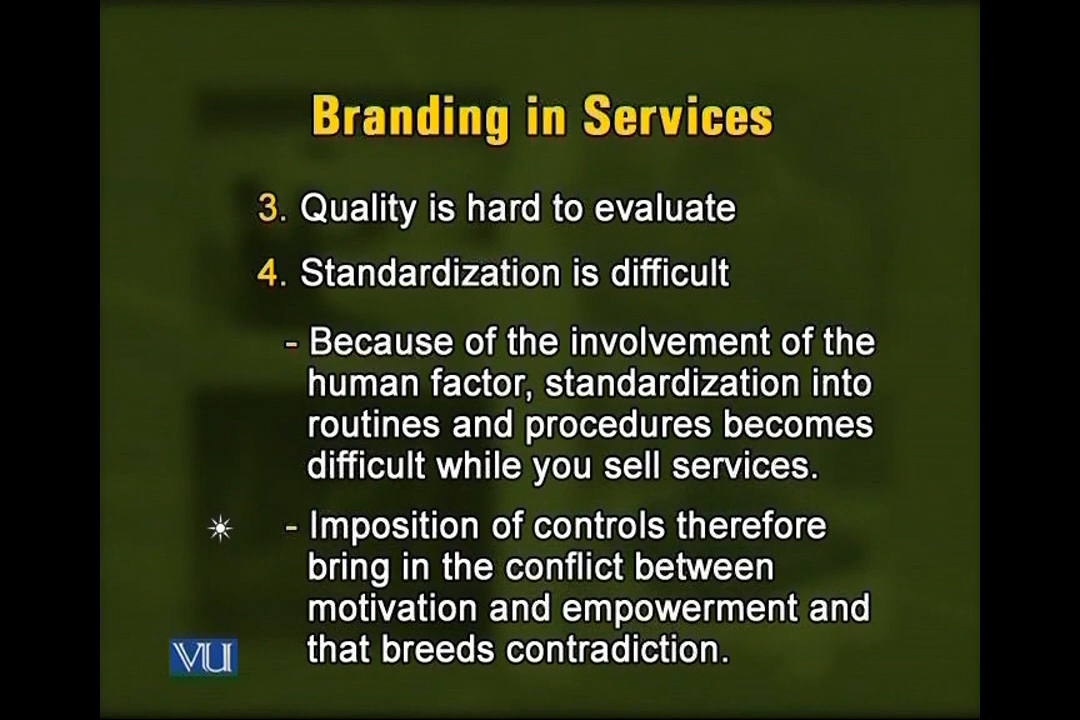 Branding in Services
3. Quality is hard to evaluate
4. Standardization is difficult
- Because of the involvement of the
human factor, standardization into
routines and procedures becomes
difficult while you sell services.
- Imposition of controls therefore
bring in the conflict between
motivation and empowerment and
that breeds contradiction.
VU